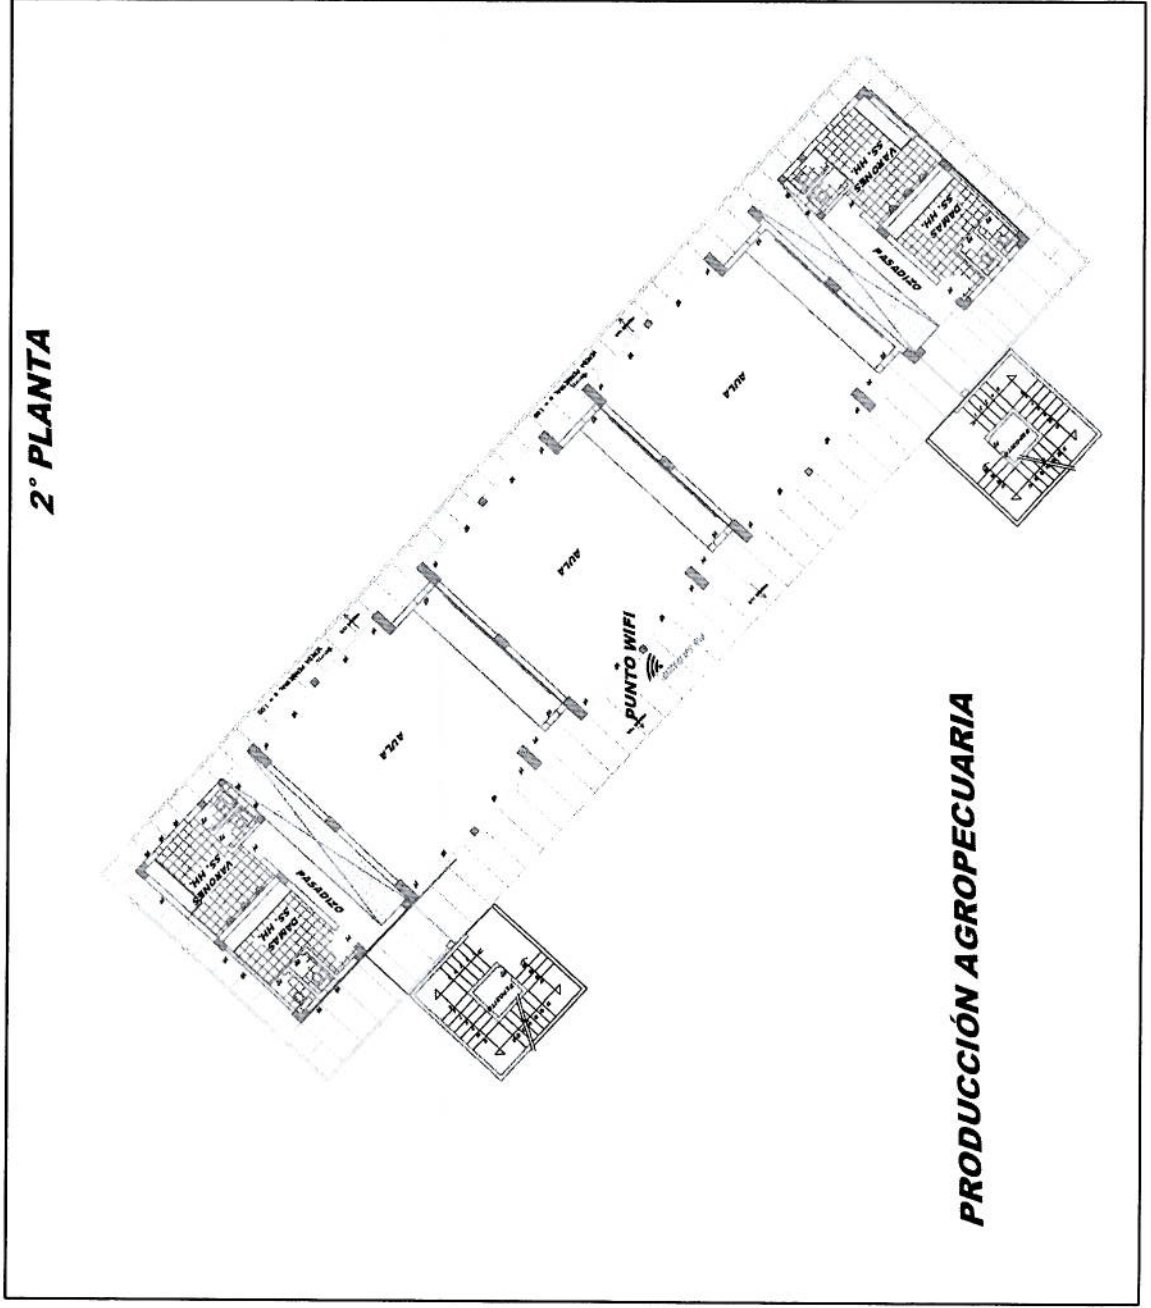 2° PLANTA
VARONES
SS. HH.
DAMAS
SS. HH.
PASADIZO
AULA
AULA
PUNTO WIFI
AULA
VARONES
SS. HH.
DAMAS
SS. HH.
PASADIZO
PRODUCCIÓN AGROPECUARIA